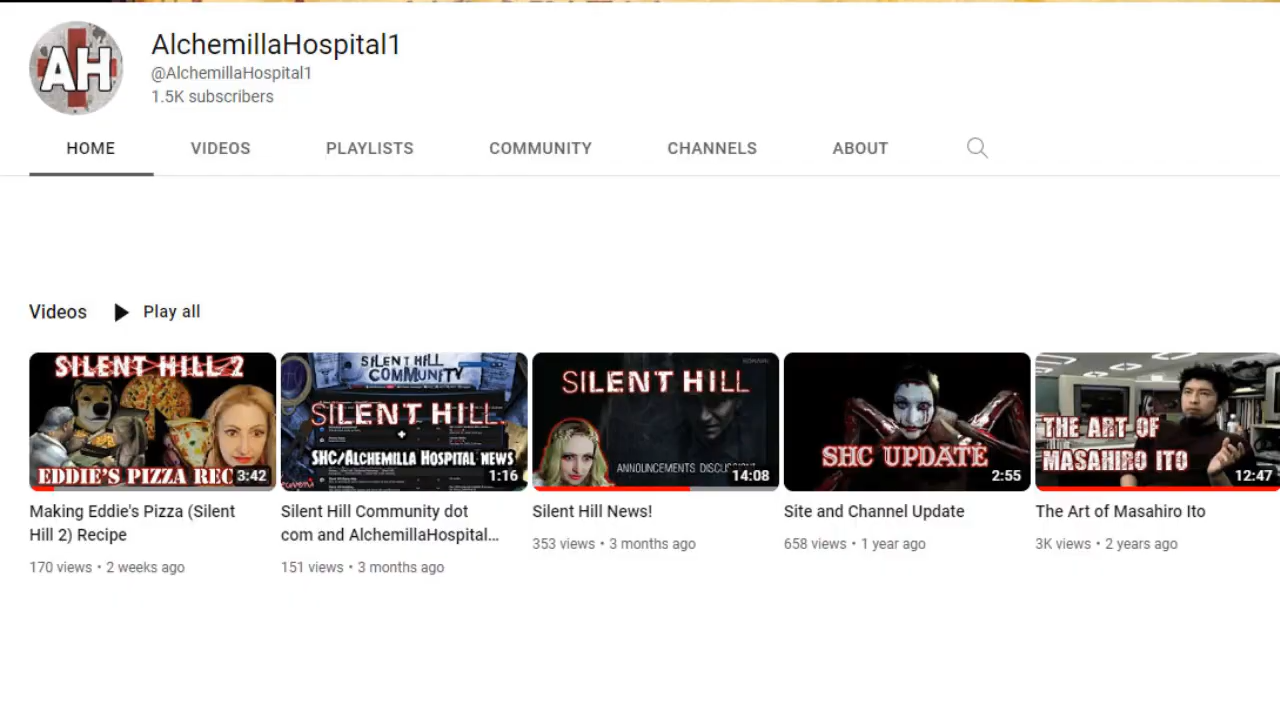 AH
AlchemillaHospital1
@AlchemillaHospital1
1.5K subscribers
HOME VIDEOS PLAYLISTS COMMUNITY CHANNELS ABOUT
Videos Play all
SILENT HILL 2
EDDIE'S PIZZA REC
3:42
Making Eddie's Pizza (Silent
Hill 2) Recipe
170 views • 2 weeks ago
SILENT HILL
COMMUNITY
SILENT HILL
SHC/ALCHEMILLA HOSPITAL NEWS
1:16
Silent Hill Community dot
com and AlchemillaHospital...
151 views • 3 months ago
KONAMI
SILENT HILL
ANNOUNCEMENTS
14:08
Silent Hill News!
353 views • 3 months ago
SHC UPDATE
2:55
Site and Channel Update
658 views • 1 year ago
THE ART OF
MASAHIRO ITO
12:47
The Art of Masahiro Ito
3K views • 2 years ago